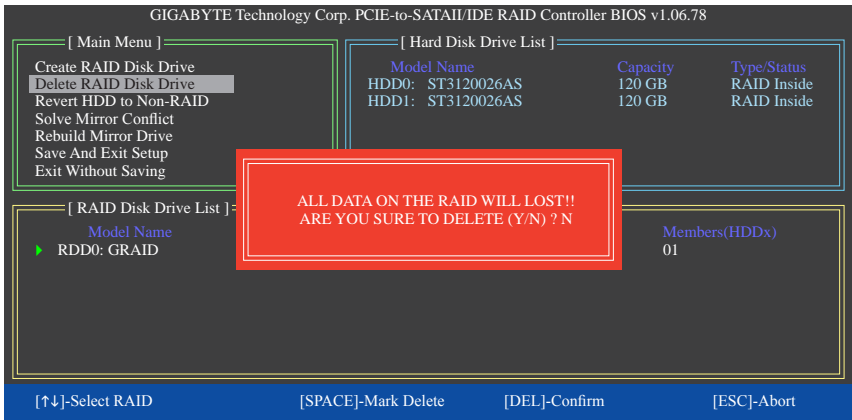 GIGABYTE Technology Corp. PCIE-to-SATAII/IDE RAID Controller BIOS v1.06.78
[ Main Menu ]
Create RAID Disk Drive
Delete RAID Disk Drive
Revert HDD to Non-RAID
Solve Mirror Conflict
Rebuild Mirror Drive
Save And Exit Setup
Exit Without Saving
[ Hard Disk Drive List ]
Model Name Capacity Type/Status
HDD0: ST3120026AS 120 GB RAID Inside
HDD1: ST3120026AS 120 GB RAID Inside
ALL DATA ON THE RAID WILL LOST!!
ARE YOU SURE TO DELETE (Y/N) ? N
[ RAID Disk Drive List ]
Model Name Members(HDDx)
RDD0: GRAID 01
[↑↓]-Select RAID [SPACE]-Mark Delete [DEL]-Confirm [ESC]-Abort